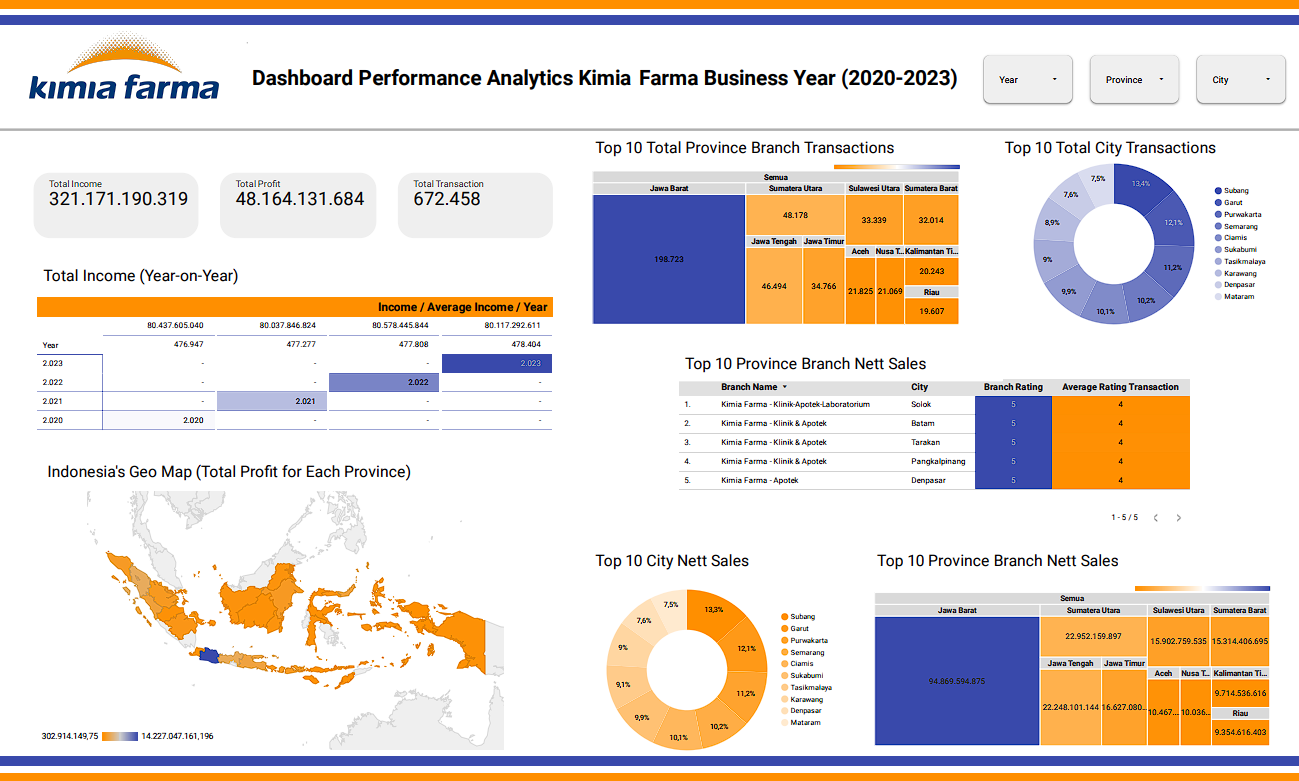 kimia farma
Dashboard Performance Analytics Kimia Farma Business Year (2020-2023)
Year
Province
City
Total Income
321.171.190.319
Total Profit
48.164.131.684
Total Transaction
672.458
Total Income (Year-on-Year)
Income / Average Income / Year
80.437.605.040 80.037.846.824 80.578.445.844 80.117.292.611
Year 476.947 477.277 477.808 478.404
2.023 - - - 2.023
2.022 - - 2.022 -
2.021 - 2.021 - -
2.020 2.020 - - -
Indonesia's Geo Map (Total Profit for Each Province)
302.914.149,75 14.227.047.161,196
Top 10 Total Province Branch Transactions
Semua
Jawa Barat Sumatera Utara Sulawesi Utara Sumatera Barat
198.723
48.178
33.339
32.014
Jawa Tengah Jawa Timur
46.494 34.766
Aceh Nusa T... Kalimantan Ti...
21.825 21.069
20.243
Riau
19.607
Top 10 Total City Transactions
13,4%
12,1%
11,2%
10,2%
10,1%
9,9%
9%
8,9%
7,6%
7,5%
Subang
Garut
Purwakarta
Semarang
Ciamis
Sukabumi
Tasikmalaya
Karawang
Denpasar
Mataram
Top 10 Province Branch Nett Sales
Branch Name City Branch Rating Average Rating Transaction
1. Kimia Farma - Klinik-Apotek-Laboratorium Solok 5 4
2. Kimia Farma - Klinik & Apotek Batam 5 4
3. Kimia Farma - Klinik & Apotek Tarakan 5 4
4. Kimia Farma - Klinik & Apotek Pangkalpinang 5 4
5. Kimia Farma - Apotek Denpasar 5 4
1 - 5 / 5
Top 10 City Nett Sales
13,3%
12,1%
11,2%
10,2%
10,1%
9,9%
9,1%
9%
7,6%
7,5%
Subang
Garut
Purwakarta
Semarang
Ciamis
Sukabumi
Tasikmalaya
Karawang
Denpasar
Mataram
Top 10 Province Branch Nett Sales
Semua
Jawa Barat Sumatera Utara Sulawesi Utara Sumatera Barat
94.869.594.875
22.952.159.897
15.902.759.535
15.314.406.695
Jawa Tengah Jawa Timur
22.248.101.144 16.627.080...
Aceh Nusa T... Kalimantan Ti...
10.467... 10.036...
9.714.536.616
Riau
9.354.616.403